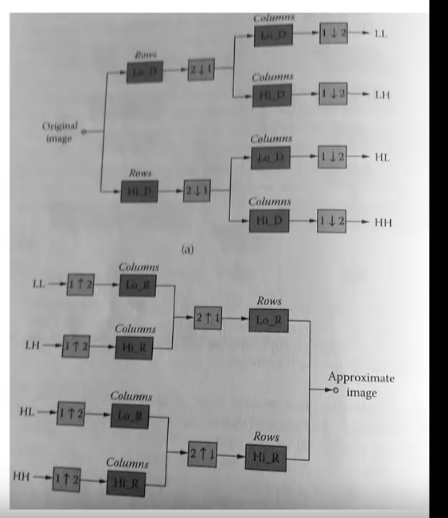 Columns
Lo_D
1 ↓ 2
LL
Rows
Lo_D
2 ↓ 1
Columns
Hi_D
1 ↓ 2
LH
Original
image
Columns
Lo_D
1 ↓ 2
HL
Rows
Hi_D
2 ↓ 1
Columns
Hi_D
1 ↓ 2
HH
(a)
Columns
LL
1 ↑ 2
Lo_R
Rows
2 ↑ 1
Lo_R
Columns
LH
1 ↑ 2
Hi_R
Approximate
image
Columns
HL
1 ↑ 2
Lo_R
Rows
2 ↑ 1
Hi_R
Columns
HH
1 ↑ 2
Hi_R